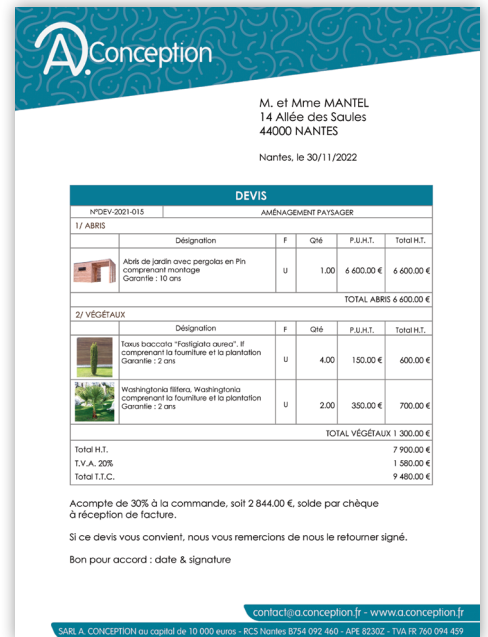 A.Conception
M. et Mme MANTEL
14 Allée des Saules
44000 NANTES
Nantes, le 30/11/2022
DEVIS
N°DEV-2021-015 AMÉNAGEMENT PAYSAGER
1/ ABRIS
Désignation F Qté P.U.H.T. Total H.T.
Abris de jardin avec pergolas en Pin
comprenant montage
Garantie : 10 ans
U 1.00 6 600.00 € 6 600.00 €
TOTAL ABRIS 6 600.00 €
2/ VÉGÉTAUX
Désignation F Qté P.U.H.T. Total H.T.
Taxus baccata "Fastigiata aurea". If
comprenant la fourniture et la plantation
Garantie : 2 ans
U 4.00 150.00 € 600.00 €
Washingtonia filifera, Washingtonia
comprenant la fourniture et la plantation
Garantie : 2 ans
U 2.00 350.00 € 700.00 €
TOTAL VÉGÉTAUX 1 300.00 €
Total H.T. 7 900.00 €
T.V.A. 20% 1 580.00 €
Total T.T.C. 9 480.00 €
Acompte de 30% à la commande, soit 2 844.00 €, solde par chèque
à réception de facture.
Si ce devis vous convient, nous vous remercions de nous le retourner signé.
Bon pour accord : date & signature
contact@a.conception.fr - www.a.conception.fr
SARL A. CONCEPTION au capital de 10 000 euros - RCS Nantes B754 092 460 - APE 8230Z - TVA FR 760 094 459